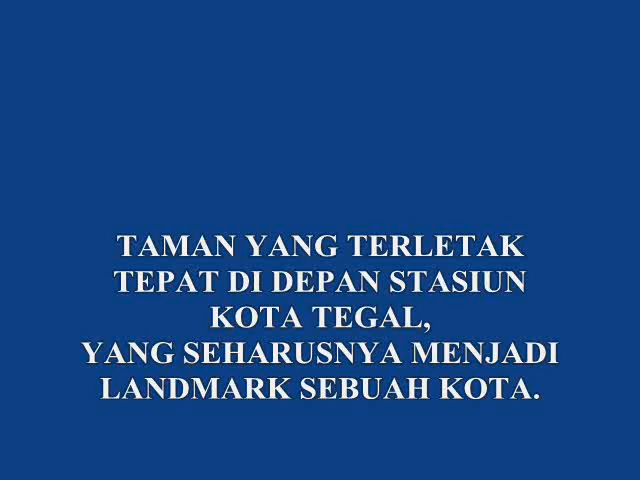 TAMAN YANG TERLETAK
TEPAT DI DEPAN STASIUN
KOTA TEGAL,
YANG SEHARUSNYA MENJADI
LANDMARK SEBUAH KOTA.